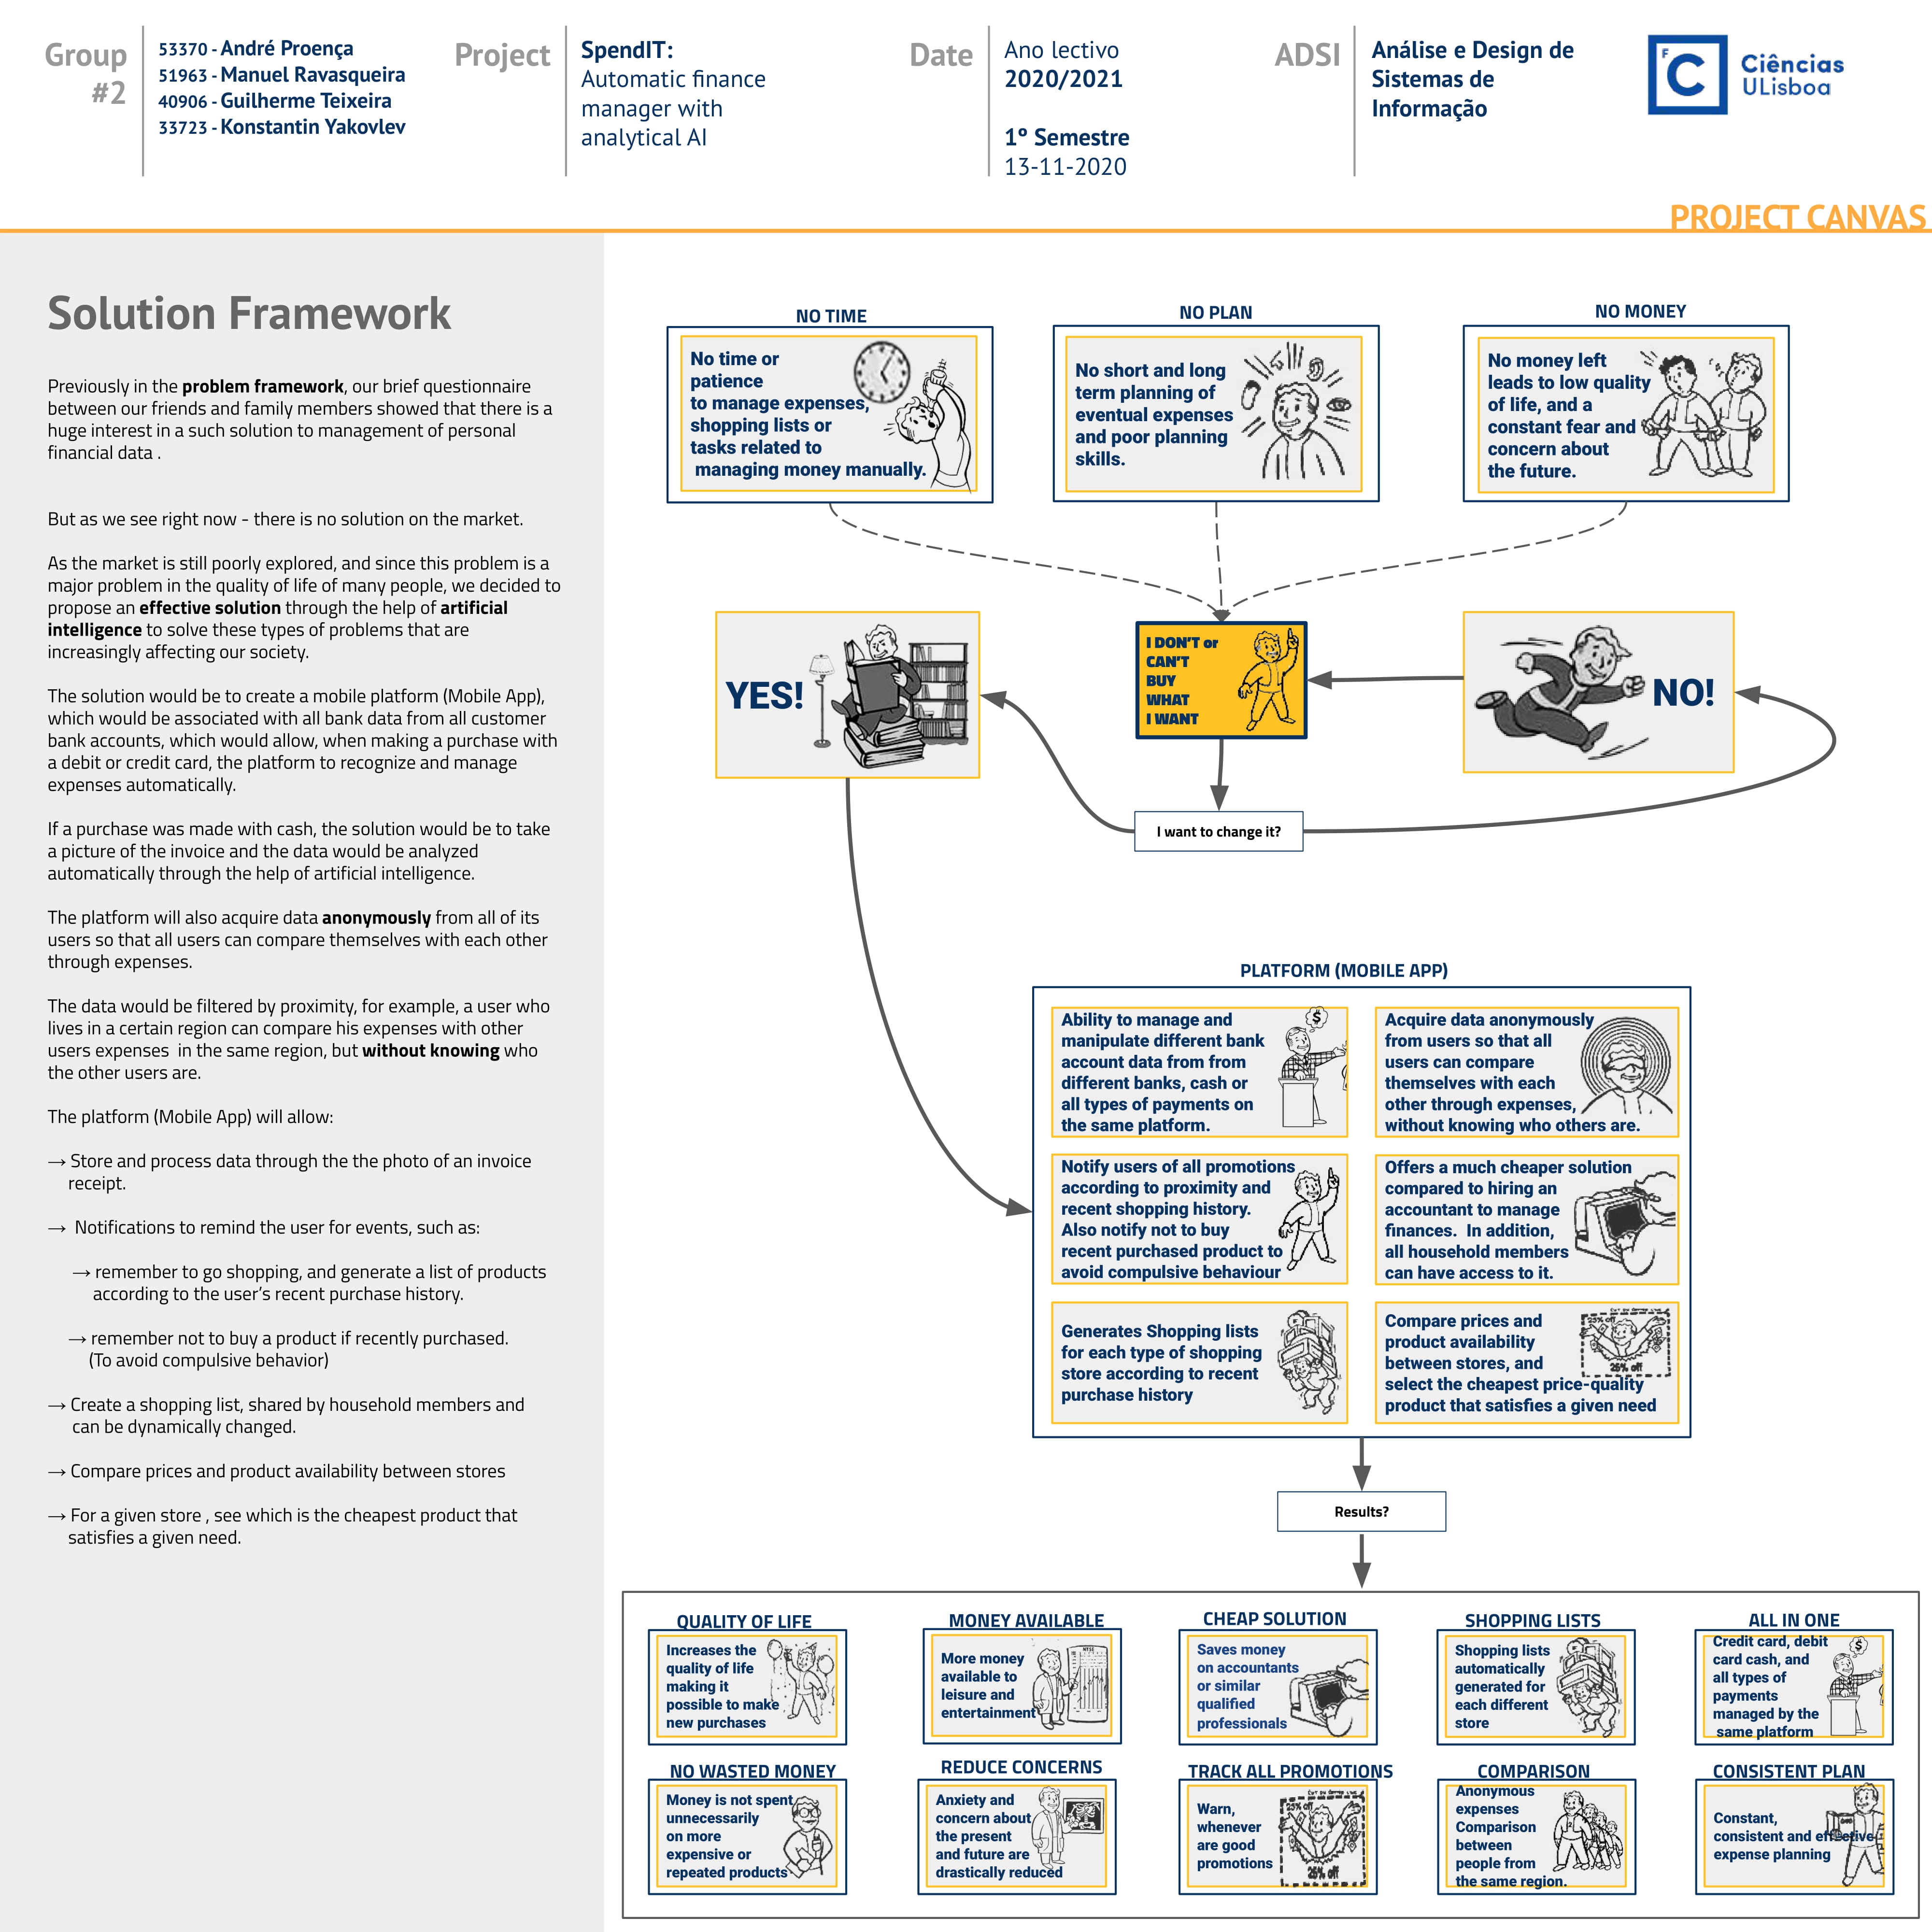 Group
#2
53370 - André Proença
51963 - Manuel Ravasqueira
40906 - Guilherme Teixeira
33723 - Konstantin Yakovlev
Project
SpendIT:
Automatic finance
manager with
analytical AI
Date
Ano lectivo
2020/2021
1º Semestre
13-11-2020
ADSI
Análise e Design de
Sistemas de
Informação
F
C
Ciências
ULisboa
PROJECT CANVAS
Solution Framework
Previously in the problem framework, our brief questionnaire
between our friends and family members showed that there is a
huge interest in a such solution to management of personal
financial data .
But as we see right now - there is no solution on the market.
As the market is still poorly explored, and since this problem is a
major problem in the quality of life of many people, we decided to
propose an effective solution through the help of artificial
intelligence to solve these types of problems that are
increasingly affecting our society.
The solution would be to create a mobile platform (Mobile App),
which would be associated with all bank data from all customer
bank accounts, which would allow, when making a purchase with
a debit or credit card, the platform to recognize and manage
expenses automatically.
If a purchase was made with cash, the solution would be to take
a picture of the invoice and the data would be analyzed
automatically through the help of artificial intelligence.
The platform will also acquire data anonymously from all of its
users so that all users can compare themselves with each other
through expenses.
The data would be filtered by proximity, for example, a user who
lives in a certain region can compare his expenses with other
users expenses in the same region, but without knowing who
the other users are.
The platform (Mobile App) will allow:
→ Store and process data through the the photo of an invoice
receipt.
→ Notifications to remind the user for events, such as:
→ remember to go shopping, and generate a list of products
according to the user's recent purchase history.
→ remember not to buy a product if recently purchased.
(To avoid compulsive behavior)
→ Create a shopping list, shared by household members and
can be dynamically changed.
→ Compare prices and product availability between stores
→ For a given store , see which is the cheapest product that
satisfies a given need.
NO TIME
No time or
patience
to manage expenses,
shopping lists or
tasks related to
managing money manually.
NO PLAN
No short and long
term planning of
eventual expenses
and poor planning
skills.
NO MONEY
No money left
leads to low quality
of life, and a
constant fear and
concern about
the future.
YES!
I DON'T or
CAN'T
BUY
WHAT
I WANT
NO!
I want to change it?
PLATFORM (MOBILE APP)
Ability to manage and
manipulate different bank
account data from from
different banks, cash or
all types of payments on
the same platform.
$
Acquire data anonymously
from users so that all
users can compare
themselves with each
other through expenses,
without knowing who others are.
Notify users of all promotions
according to proximity and
recent shopping history.
Also notify not to buy
recent purchased product to
avoid compulsive behaviour
Offers a much cheaper solution
compared to hiring an
accountant to manage
finances. In addition,
all household members
can have access to it.
Generates Shopping lists
for each type of shopping
store according to recent
purchase history
Compare prices and
product availability
between stores, and
select the cheapest price-quality
product that satisfies a given need
25% off
25% off
Results?
QUALITY OF LIFE
Increases the
quality of life
making it
possible to make
new purchases
MONEY AVAILABLE
More money
available to
leisure and
entertainment
CHEAP SOLUTION
Saves money
on accountants
or similar
qualified
professionals
SHOPPING LISTS
Shopping lists
automatically
generated for
each different
store
ALL IN ONE
Credit card, debit
card cash, and
all types of
payments
managed by the
same platform
$
NO WASTED MONEY
Money is not spent
unnecessarily
on more
expensive or
repeated products
REDUCE CONCERNS
Anxiety and
concern about
the present
and future are
drastically reduced
TRACK ALL PROMOTIONS
Warn,
whenever
are good
promotions
25% off
25% off
COMPARISON
Anonymous
expenses
Comparison
between
people from
the same region.
CONSISTENT PLAN
Constant,
consistent and effective
expense planning